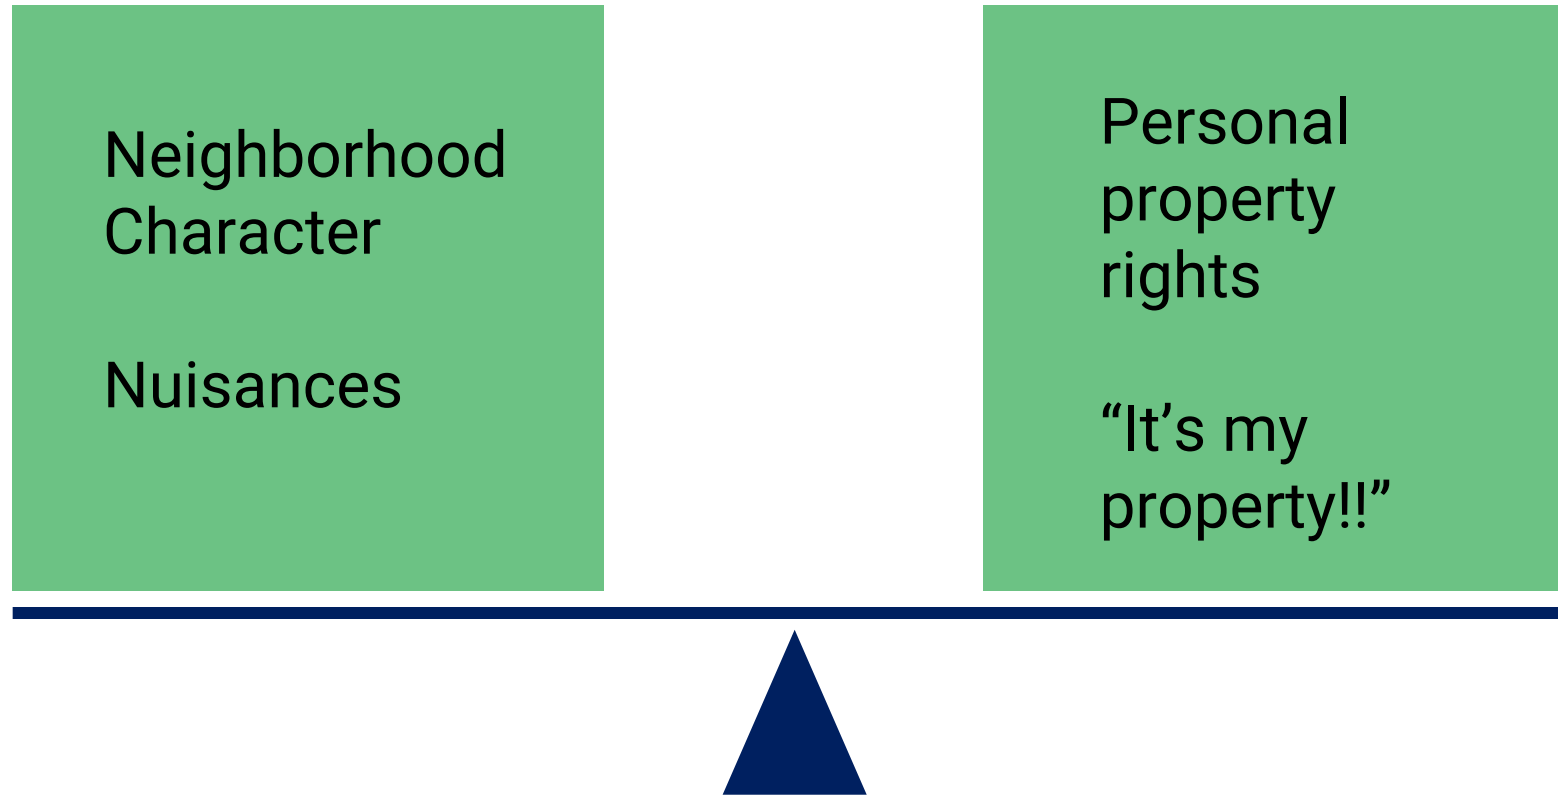 Neighborhood
Character
Nuisances
Personal
property
rights
“It’s my
property!!”